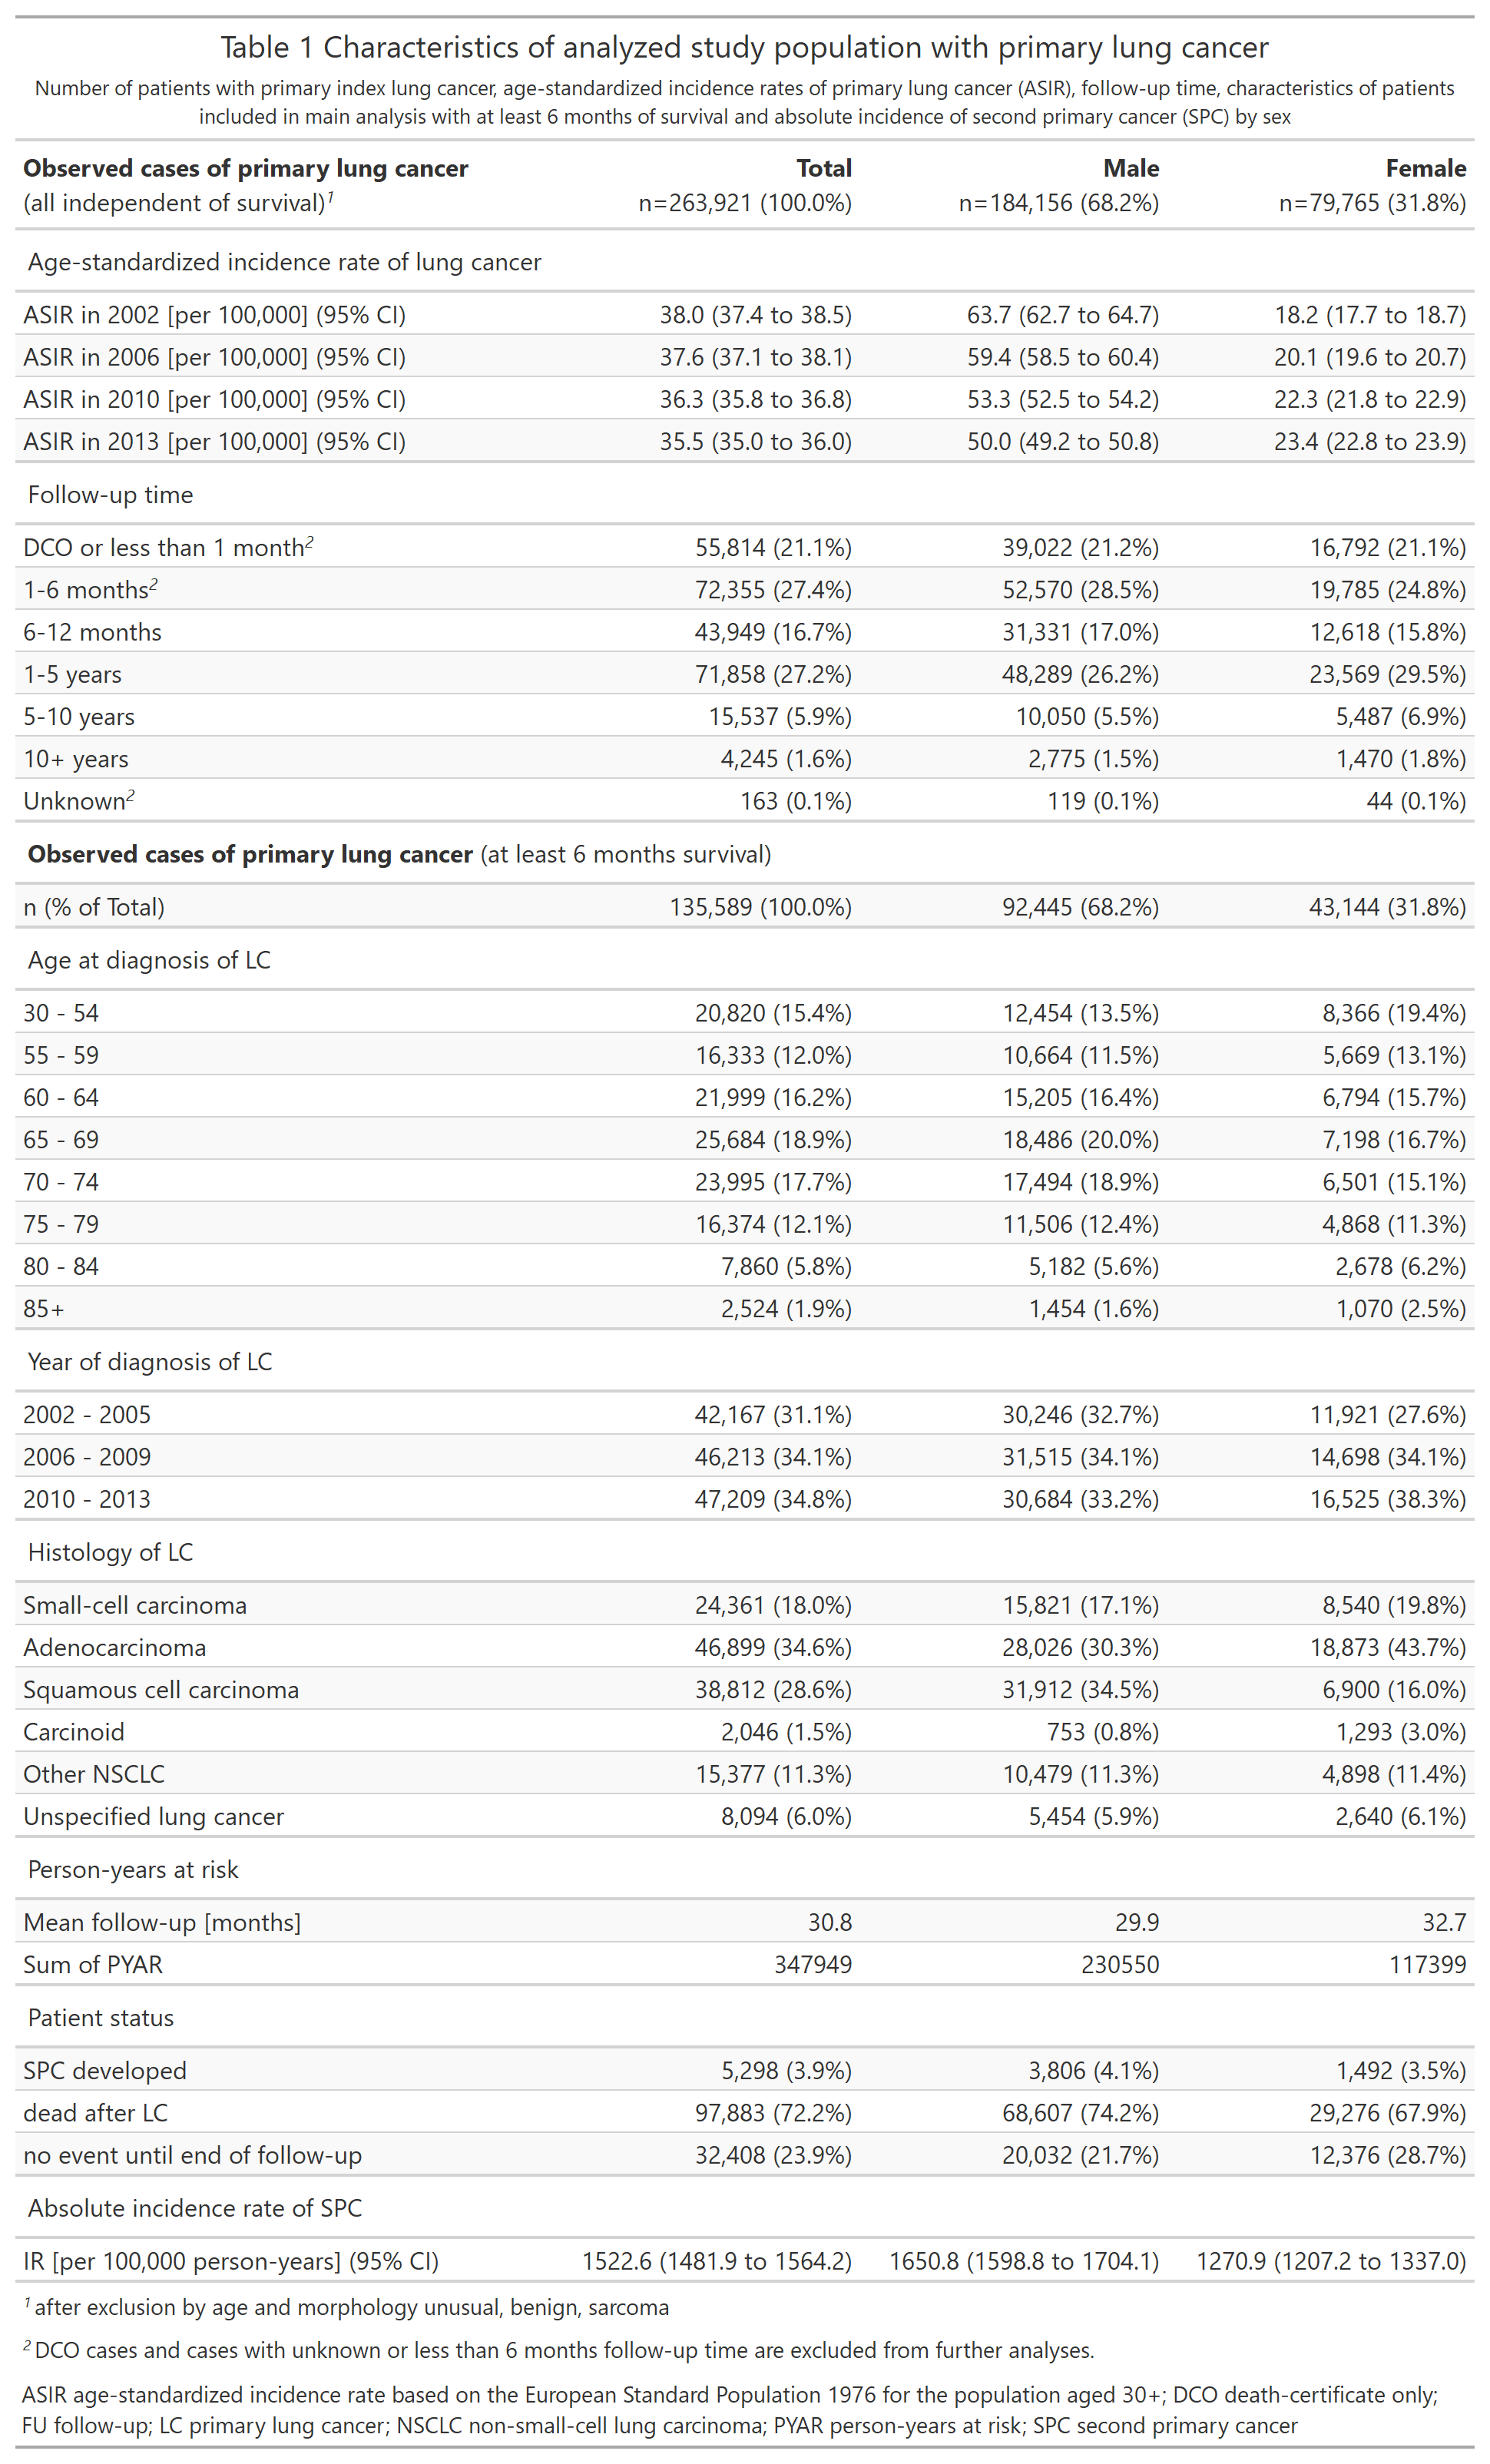 Table 1 Characteristics of analyzed study population with primary lung cancer
Number of patients with primary index lung cancer, age-standardized incidence rates of primary lung cancer (ASIR), follow-up time, characteristics of patients
included in main analysis with at least 6 months of survival and absolute incidence of second primary cancer (SPC) by sex
Observed cases of primary lung cancer Total Male Female
(all independent of survival)1 n=263,921 (100.0%) n=184,156 (68.2%) n=79,765 (31.8%)
Age-standardized incidence rate of lung cancer
ASIR in 2002 [per 100,000] (95% CI) 38.0 (37.4 to 38.5) 63.7 (62.7 to 64.7) 18.2 (17.7 to 18.7)
ASIR in 2006 [per 100,000] (95% CI) 37.6 (37.1 to 38.1) 59.4 (58.5 to 60.4) 20.1 (19.6 to 20.7)
ASIR in 2010 [per 100,000] (95% CI) 36.3 (35.8 to 36.8) 53.3 (52.5 to 54.2) 22.3 (21.8 to 22.9)
ASIR in 2013 [per 100,000] (95% CI) 35.5 (35.0 to 36.0) 50.0 (49.2 to 50.8) 23.4 (22.8 to 23.9)
Follow-up time
DCO or less than 1 month2 55,814 (21.1%) 39,022 (21.2%) 16,792 (21.1%)
1-6 months2 72,355 (27.4%) 52,570 (28.5%) 19,785 (24.8%)
6-12 months 43,949 (16.7%) 31,331 (17.0%) 12,618 (15.8%)
1-5 years 71,858 (27.2%) 48,289 (26.2%) 23,569 (29.5%)
5-10 years 15,537 (5.9%) 10,050 (5.5%) 5,487 (6.9%)
10+ years 4,245 (1.6%) 2,775 (1.5%) 1,470 (1.8%)
Unknown2 163 (0.1%) 119 (0.1%) 44 (0.1%)
Observed cases of primary lung cancer (at least 6 months survival)
n (% of Total) 135,589 (100.0%) 92,445 (68.2%) 43,144 (31.8%)
Age at diagnosis of LC
30 - 54 20,820 (15.4%) 12,454 (13.5%) 8,366 (19.4%)
55 - 59 16,333 (12.0%) 10,664 (11.5%) 5,669 (13.1%)
60 - 64 21,999 (16.2%) 15,205 (16.4%) 6,794 (15.7%)
65 - 69 25,684 (18.9%) 18,486 (20.0%) 7,198 (16.7%)
70 - 74 23,995 (17.7%) 17,494 (18.9%) 6,501 (15.1%)
75 - 79 16,374 (12.1%) 11,506 (12.4%) 4,868 (11.3%)
80 - 84 7,860 (5.8%) 5,182 (5.6%) 2,678 (6.2%)
85+ 2,524 (1.9%) 1,454 (1.6%) 1,070 (2.5%)
Year of diagnosis of LC
2002 - 2005 42,167 (31.1%) 30,246 (32.7%) 11,921 (27.6%)
2006 - 2009 46,213 (34.1%) 31,515 (34.1%) 14,698 (34.1%)
2010 - 2013 47,209 (34.8%) 30,684 (33.2%) 16,525 (38.3%)
Histology of LC
Small-cell carcinoma 24,361 (18.0%) 15,821 (17.1%) 8,540 (19.8%)
Adenocarcinoma 46,899 (34.6%) 28,026 (30.3%) 18,873 (43.7%)
Squamous cell carcinoma 38,812 (28.6%) 31,912 (34.5%) 6,900 (16.0%)
Carcinoid 2,046 (1.5%) 753 (0.8%) 1,293 (3.0%)
Other NSCLC 15,377 (11.3%) 10,479 (11.3%) 4,898 (11.4%)
Unspecified lung cancer 8,094 (6.0%) 5,454 (5.9%) 2,640 (6.1%)
Person-years at risk
Mean follow-up [months] 30.8 29.9 32.7
Sum of PYAR 347949 230550 117399
Patient status
SPC developed 5,298 (3.9%) 3,806 (4.1%) 1,492 (3.5%)
dead after LC 97,883 (72.2%) 68,607 (74.2%) 29,276 (67.9%)
no event until end of follow-up 32,408 (23.9%) 20,032 (21.7%) 12,376 (28.7%)
Absolute incidence rate of SPC
IR [per 100,000 person-years] (95% CI) 1522.6 (1481.9 to 1564.2) 1650.8 (1598.8 to 1704.1) 1270.9 (1207.2 to 1337.0)
1 after exclusion by age and morphology unusual, benign, sarcoma
2 DCO cases and cases with unknown or less than 6 months follow-up time are excluded from further analyses.
ASIR age-standardized incidence rate based on the European Standard Population 1976 for the population aged 30+; DCO death-certificate only;
FU follow-up; LC primary lung cancer; NSCLC non-small-cell lung carcinoma; PYAR person-years at risk; SPC second primary cancer